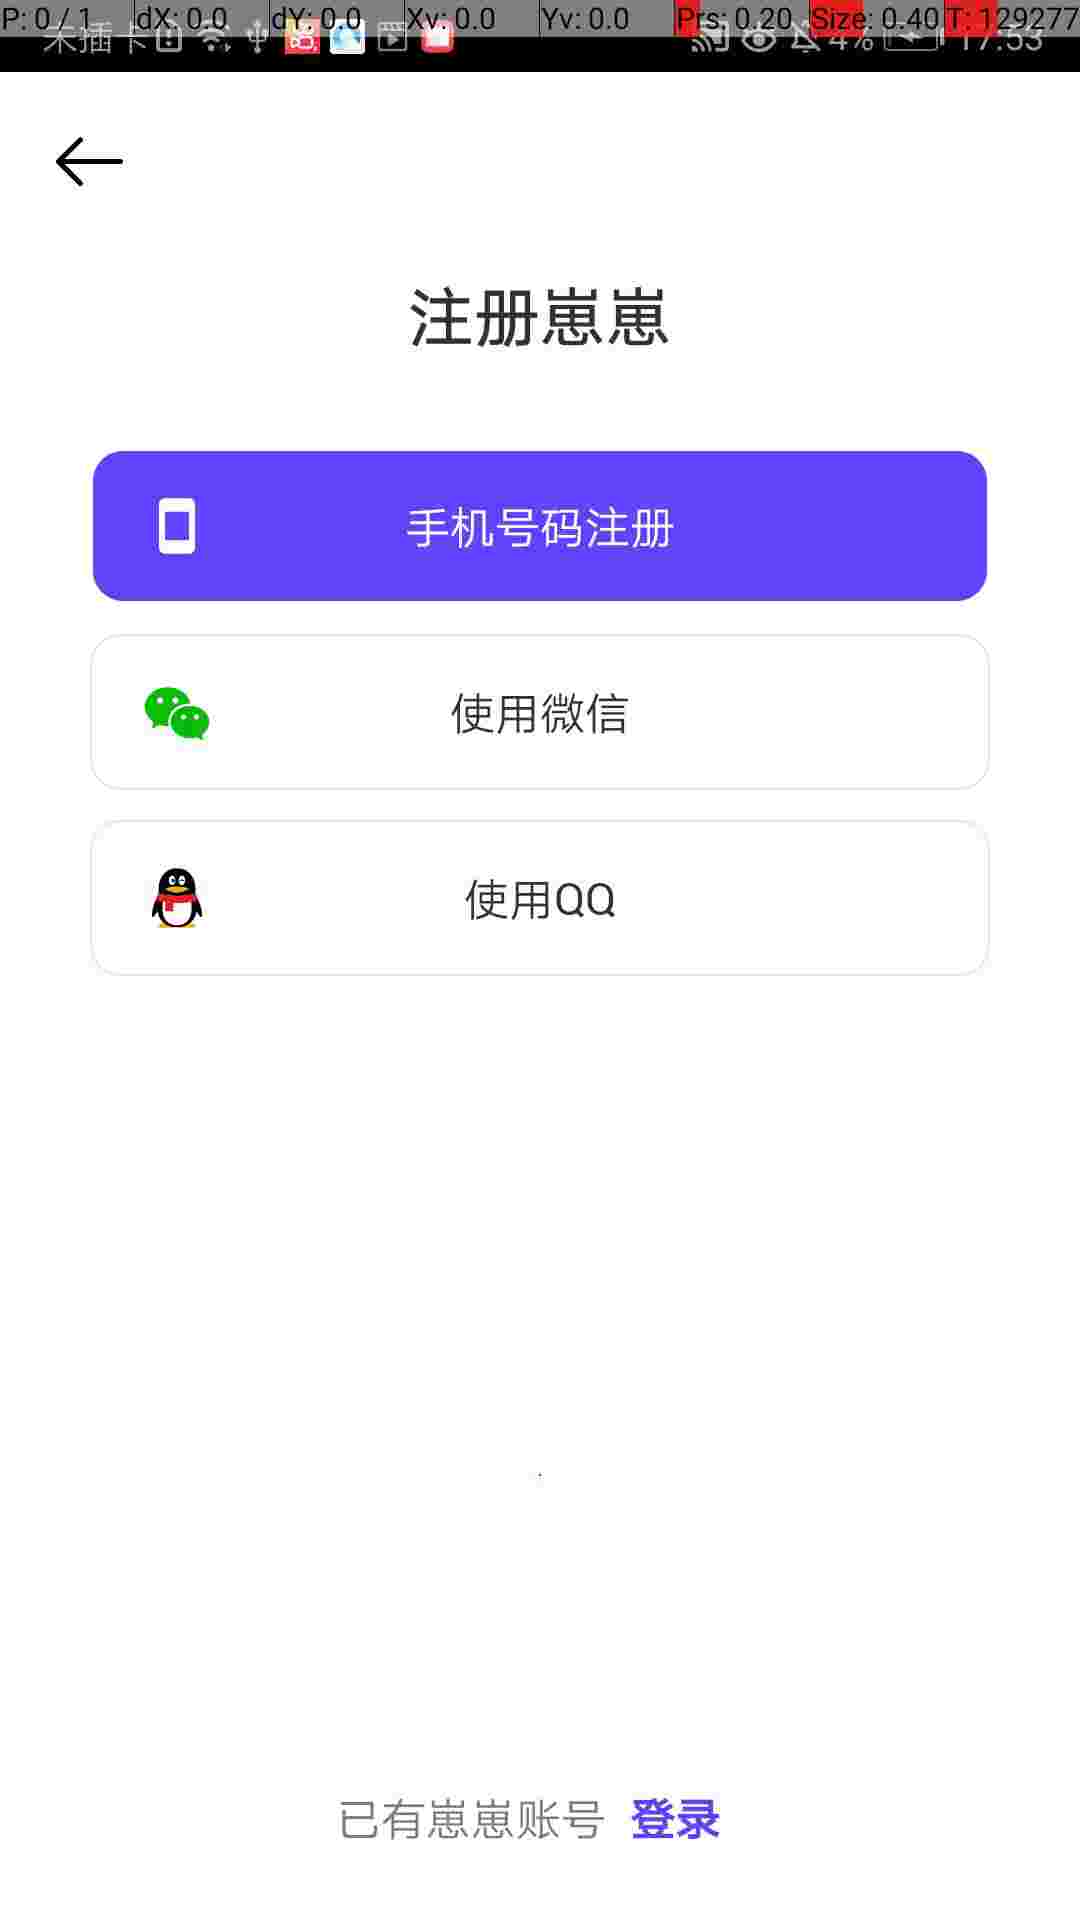 P: 0 / 1 dX: 0.0 dY: 0.0 Xv: 0.0 Yv: 0.0 Prs: 0.20 Size: 0.40 T: 129277
未插卡 4% 17:53
注册崽崽
手机号码注册
使用微信
使用QQ
已有崽崽账号 登录